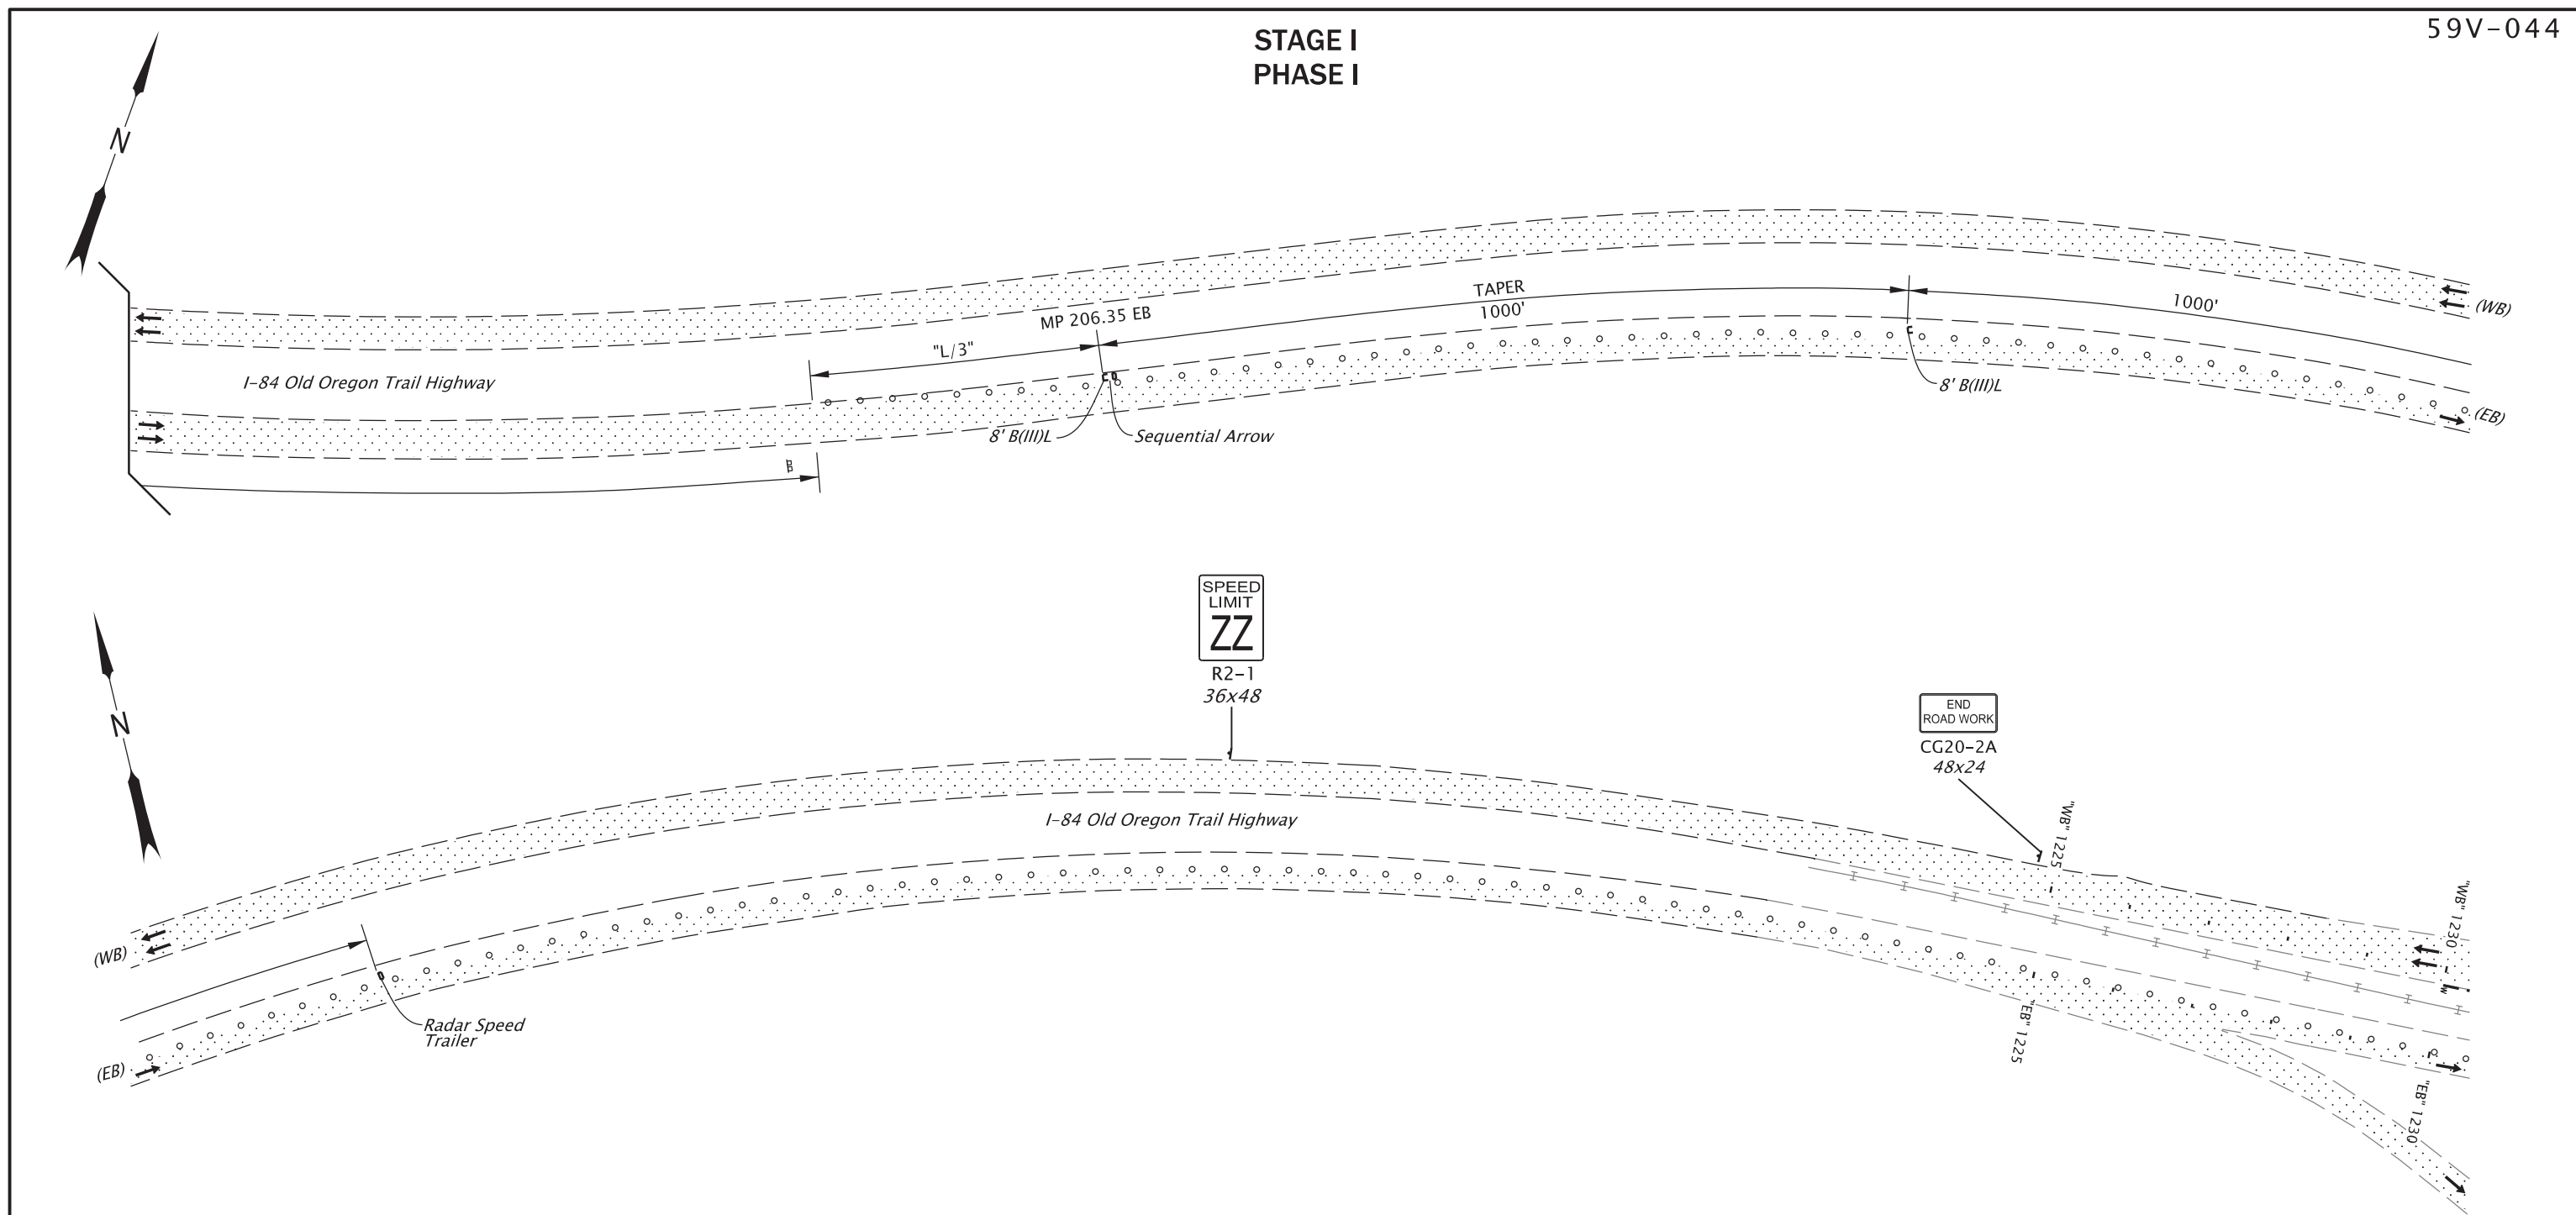 59V-044
STAGE I
PHASE I
N
TAPER
1000'
1000'
MP 206.35 EB
"L/3"
(WB)
I-84 Old Oregon Trail Highway
8' B(III)L
(EB)
8' B(III)L
Sequential Arrow
B
SPEED
LIMIT
ZZ
R2-1
36x48
N
END
ROAD WORK
CG20-2A
48x24
"WB" 1225
I-84 Old Oregon Trail Highway
"WB" 1230
(WB)
Radar Speed
Trailer
(EB)
"EB" 1225
"EB" 1230